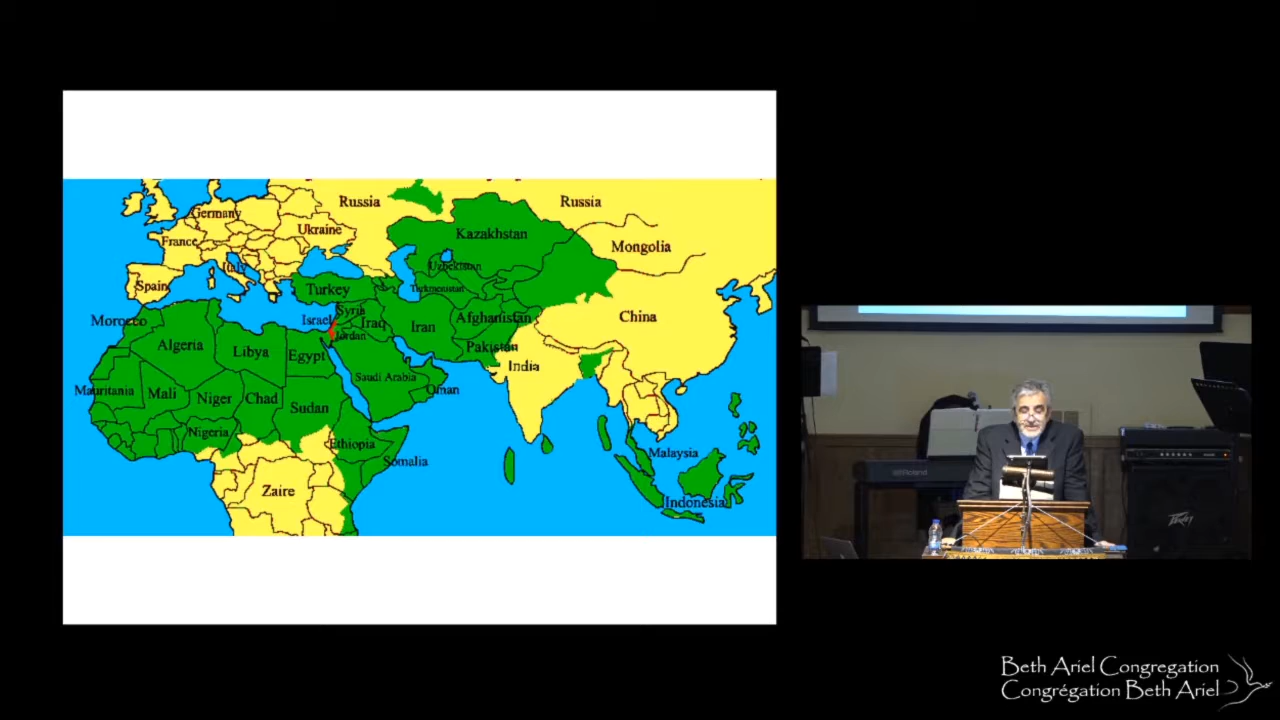 Russia
Russia
Germany
Ukraine
Kazakhstan
France
Mongolia
Italy
Uzbekistan
Spain
Turkey
Turkmenistan
Syria
Israel
Morocco
Iraq
Iran
Afghanistan
China
Jordan
Algeria
Libya
Egypt
Pakistan
India
Saudi Arabia
Oman
Mauritania
Mali
Niger
Chad
Sudan
Nigeria
Ethiopia
Somalia
Malaysia
Zaire
Indonesia
Roland
Peavey
Beth Ariel Congregation
Congrégation Beth Ariel